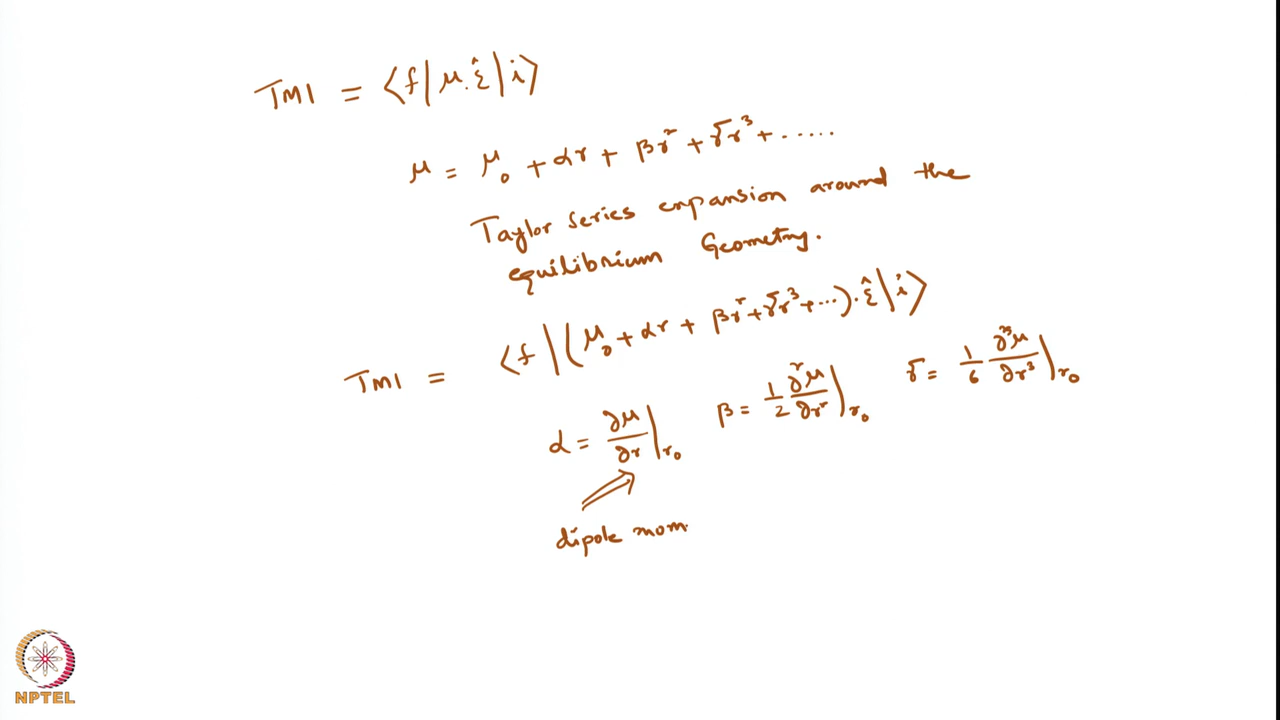 TMI = ⟨f|μ.ε̂|i⟩
μ = μ₀ + αr + βr² + γr³ + .....
Taylor series expansion around the
equilibrium Geometry.
TMI = ⟨f|(μ₀ + αr + βr² + γr³ + ...).ε̂|i⟩
α = ∂μ/∂r|r₀ β = 1/2 ∂²μ/∂r²|r₀ γ = 1/6 ∂³μ/∂r³|r₀
dipole mom
NPTEL